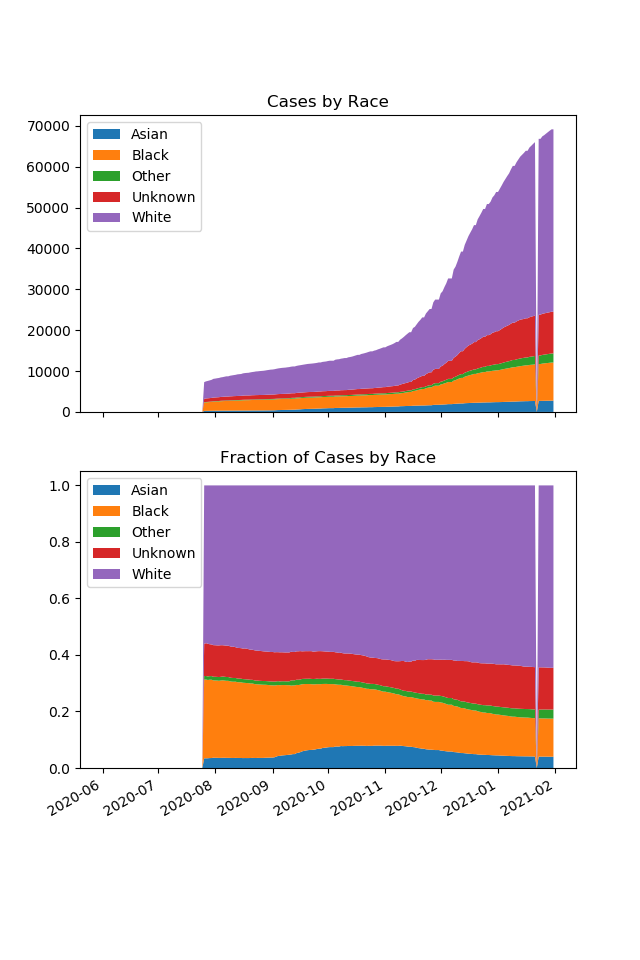 Cases by Race
70000
60000
50000
40000
30000
20000
10000
0
Asian
Black
Other
Unknown
White
Fraction of Cases by Race
1.0
0.8
0.6
0.4
0.2
0.0
Asian
Black
Other
Unknown
White
2020-06
2020-07
2020-08
2020-09
2020-10
2020-11
2020-12
2021-01
2021-02